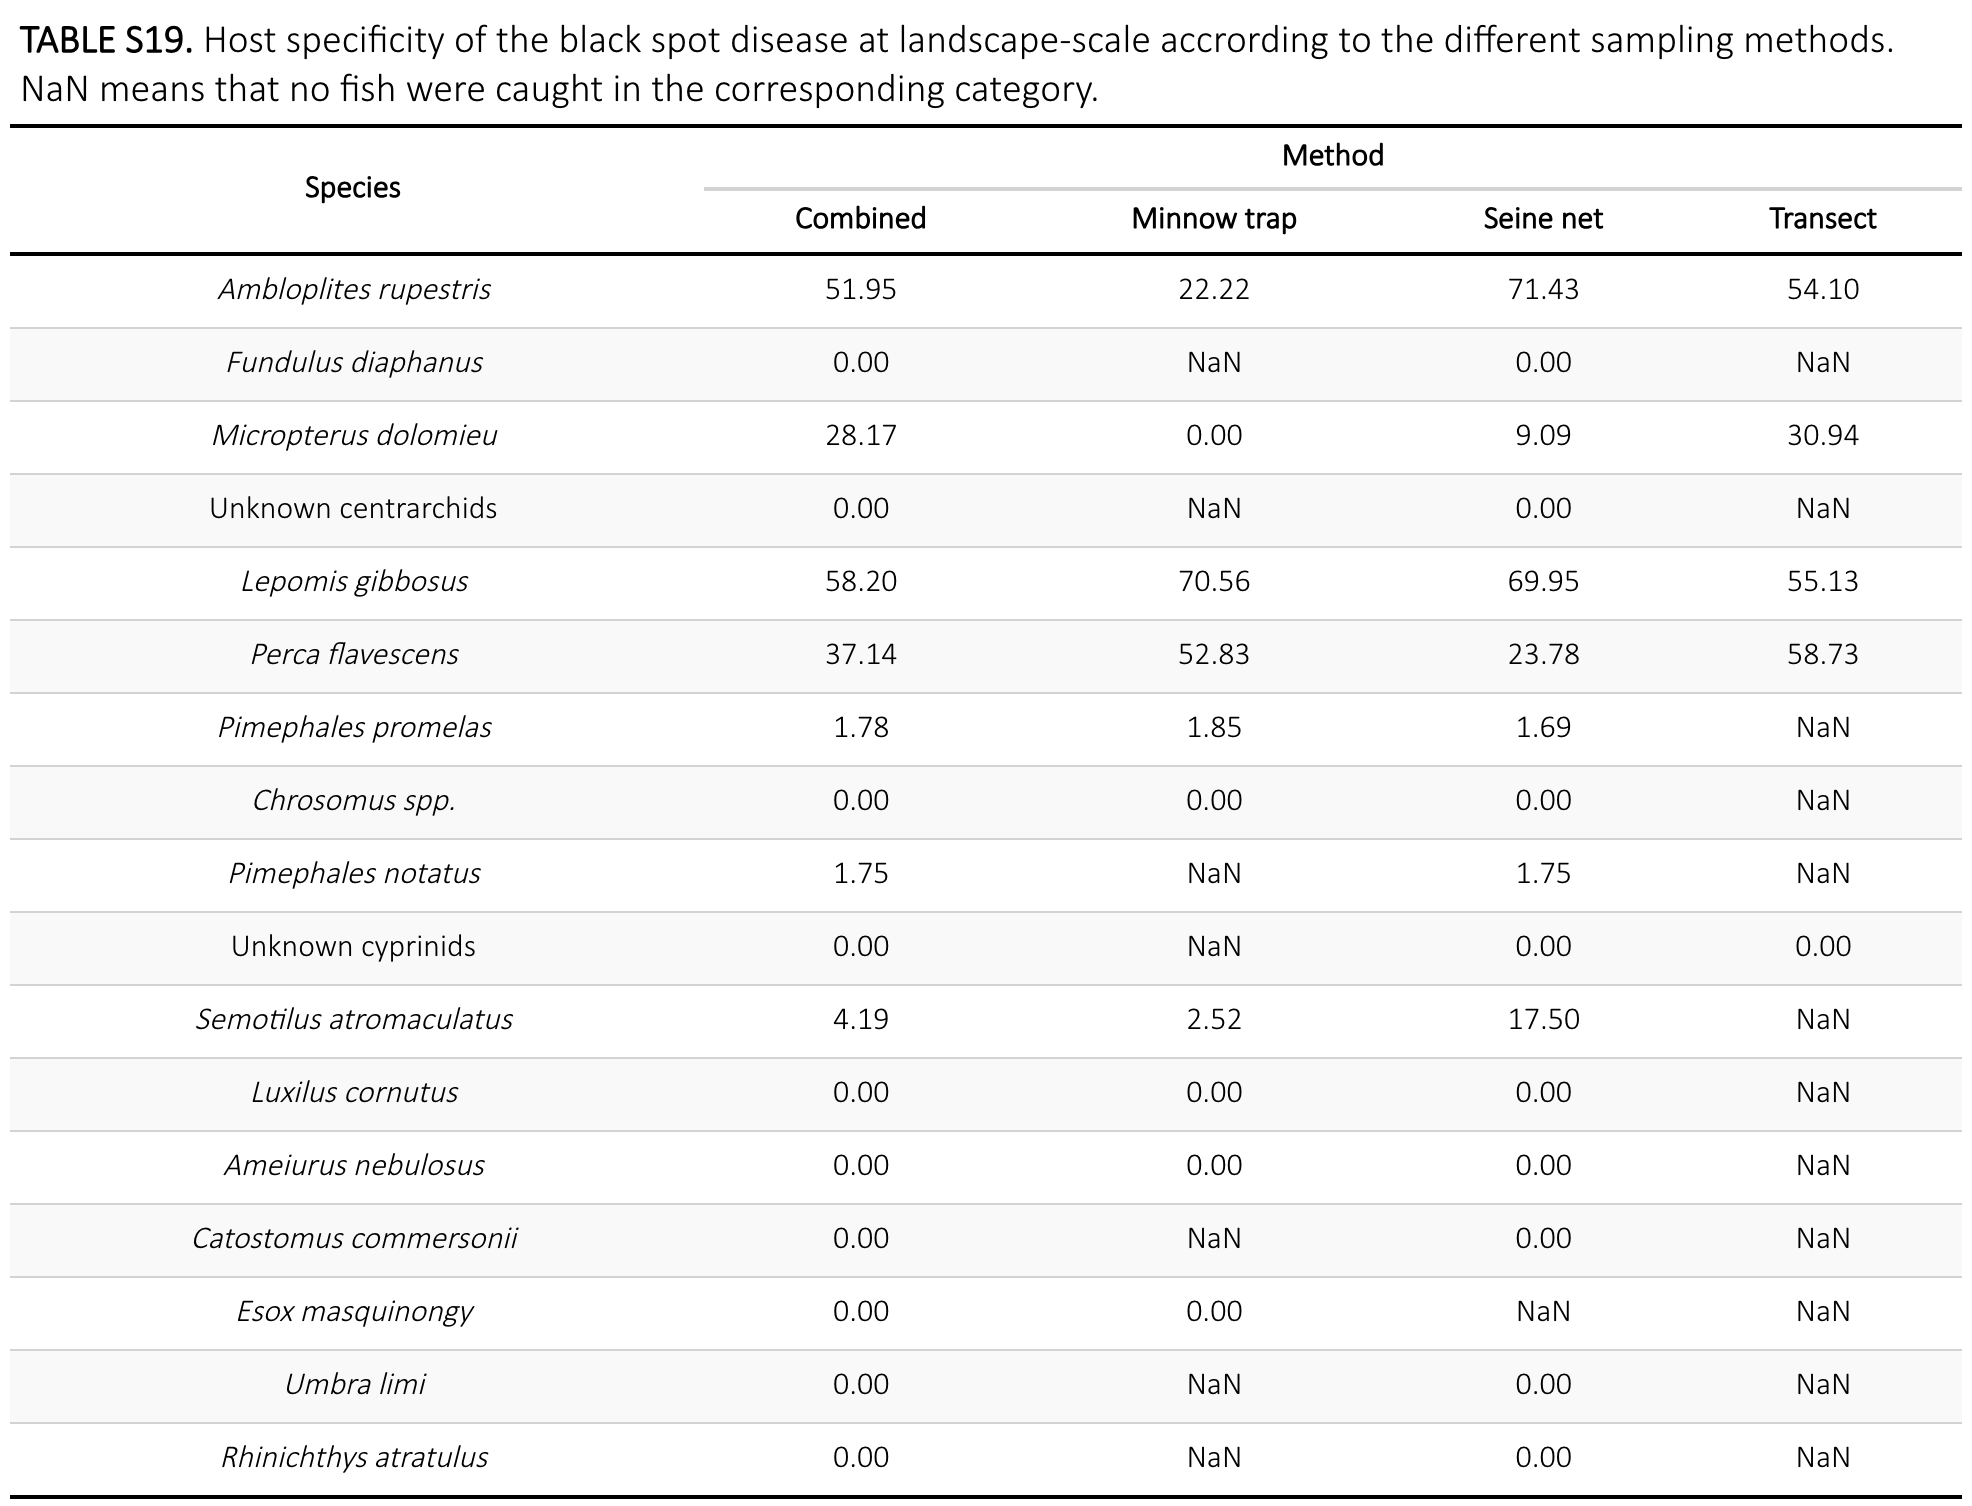 TABLE S19. Host specificity of the black spot disease at landscape-scale accrording to the different sampling methods.
NaN means that no fish were caught in the corresponding category.
Species Method
Combined Minnow trap Seine net Transect
Ambloplites rupestris 51.95 22.22 71.43 54.10
Fundulus diaphanus 0.00 NaN 0.00 NaN
Micropterus dolomieu 28.17 0.00 9.09 30.94
Unknown centrarchids 0.00 NaN 0.00 NaN
Lepomis gibbosus 58.20 70.56 69.95 55.13
Perca flavescens 37.14 52.83 23.78 58.73
Pimephales promelas 1.78 1.85 1.69 NaN
Chrosomus spp. 0.00 0.00 0.00 NaN
Pimephales notatus 1.75 NaN 1.75 NaN
Unknown cyprinids 0.00 NaN 0.00 0.00
Semotilus atromaculatus 4.19 2.52 17.50 NaN
Luxilus cornutus 0.00 0.00 0.00 NaN
Ameiurus nebulosus 0.00 0.00 0.00 NaN
Catostomus commersonii 0.00 NaN 0.00 NaN
Esox masquinongy 0.00 0.00 NaN NaN
Umbra limi 0.00 NaN 0.00 NaN
Rhinichthys atratulus 0.00 NaN 0.00 NaN